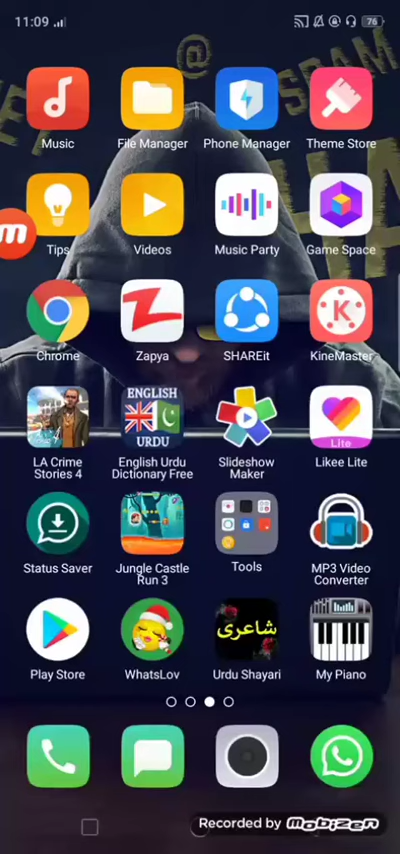 11:09
76
@
SPAM
Music
File Manager
Phone Manager
Theme Store
m
Tips
Videos
Music Party
Game Space
Chrome
Zapya
SHAREit
K
KineMaster
LA Crime
Stories 4
ENGLISH
URDU
English Urdu
Dictionary Free
Slideshow
Maker
Lite
Likee Lite
Status Saver
Jungle Castle
Run 3
Tools
MP3 Video
Converter
Play Store
WhatsLov
شاعری
Urdu Shayari
My Piano
Recorded by Mobizen